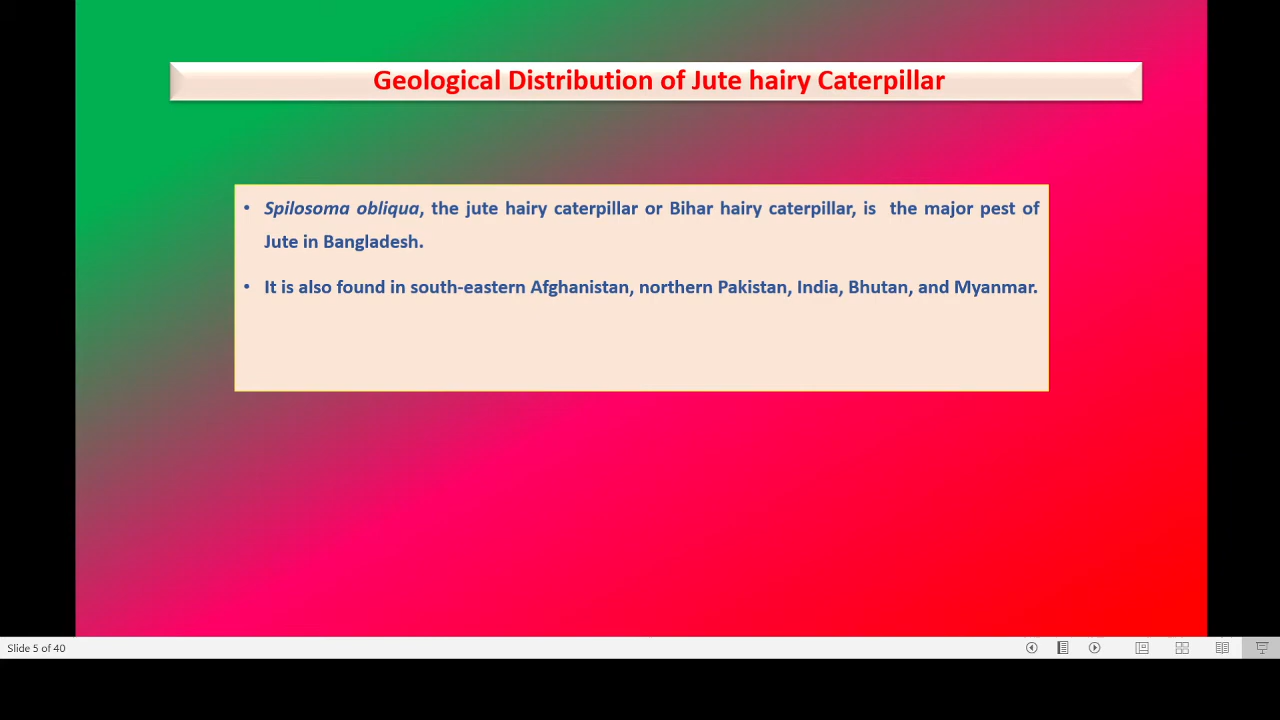 Geological Distribution of Jute hairy Caterpillar
• Spilosoma obliqua, the jute hairy caterpillar or Bihar hairy caterpillar, is the major pest of
Jute in Bangladesh.
• It is also found in south-eastern Afghanistan, northern Pakistan, India, Bhutan, and Myanmar.
Slide 5 of 40